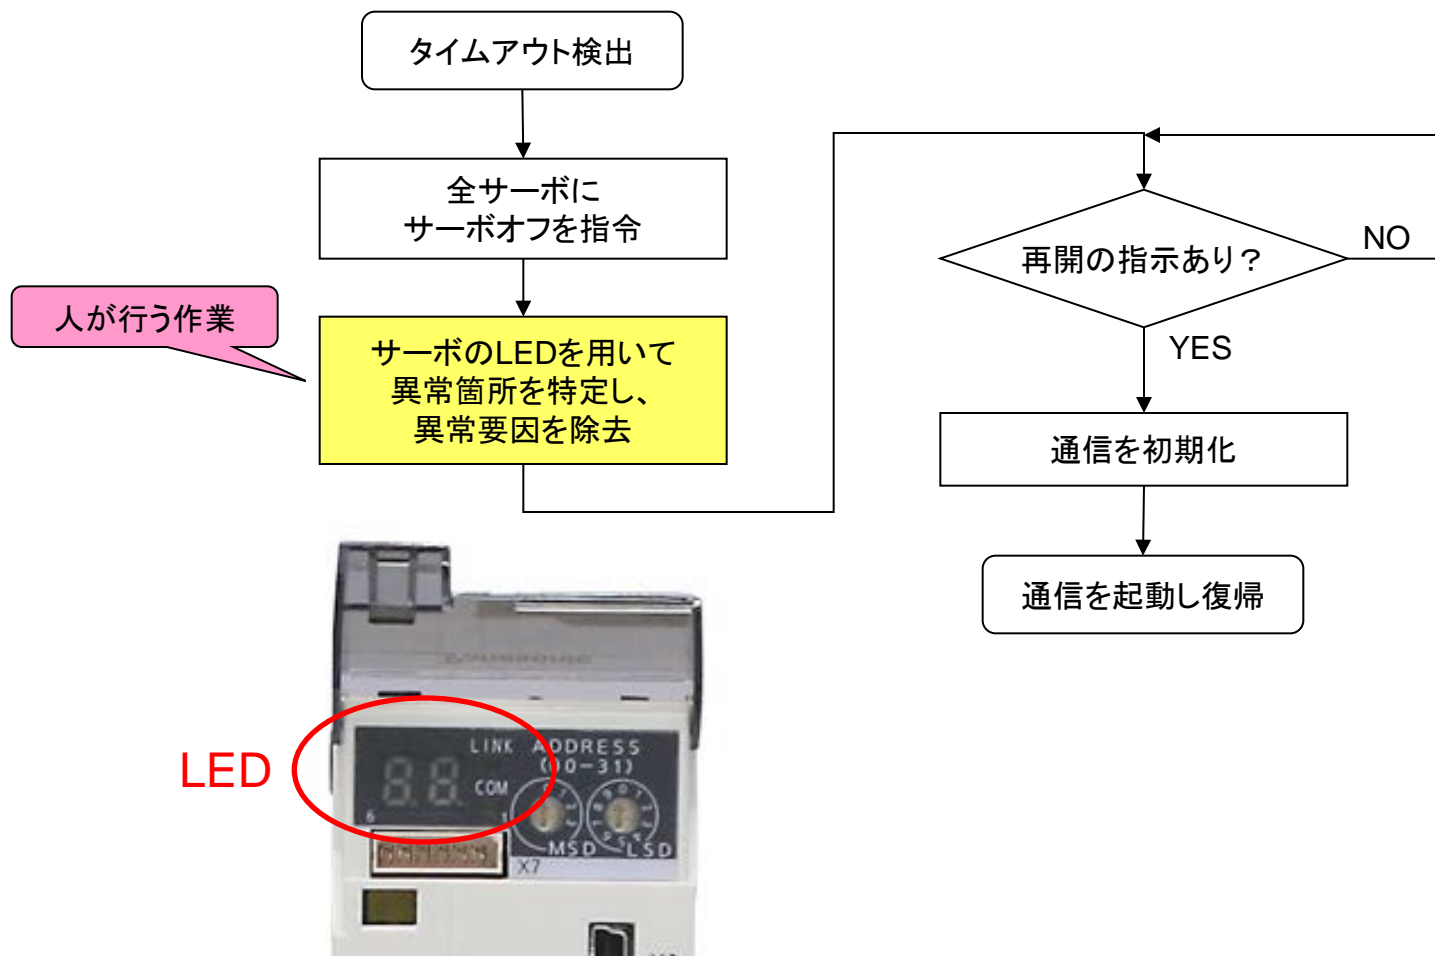 タイムアウト検出
全サーボに
サーボオフを指令
人が行う作業
サーボのLEDを用いて
異常箇所を特定し、
異常要因を除去
再開の指示あり？
NO
YES
通信を初期化
通信を起動し復帰
LED
LINK ADDRESS
(00-31)
COM
6 1
MSD LSD
X7